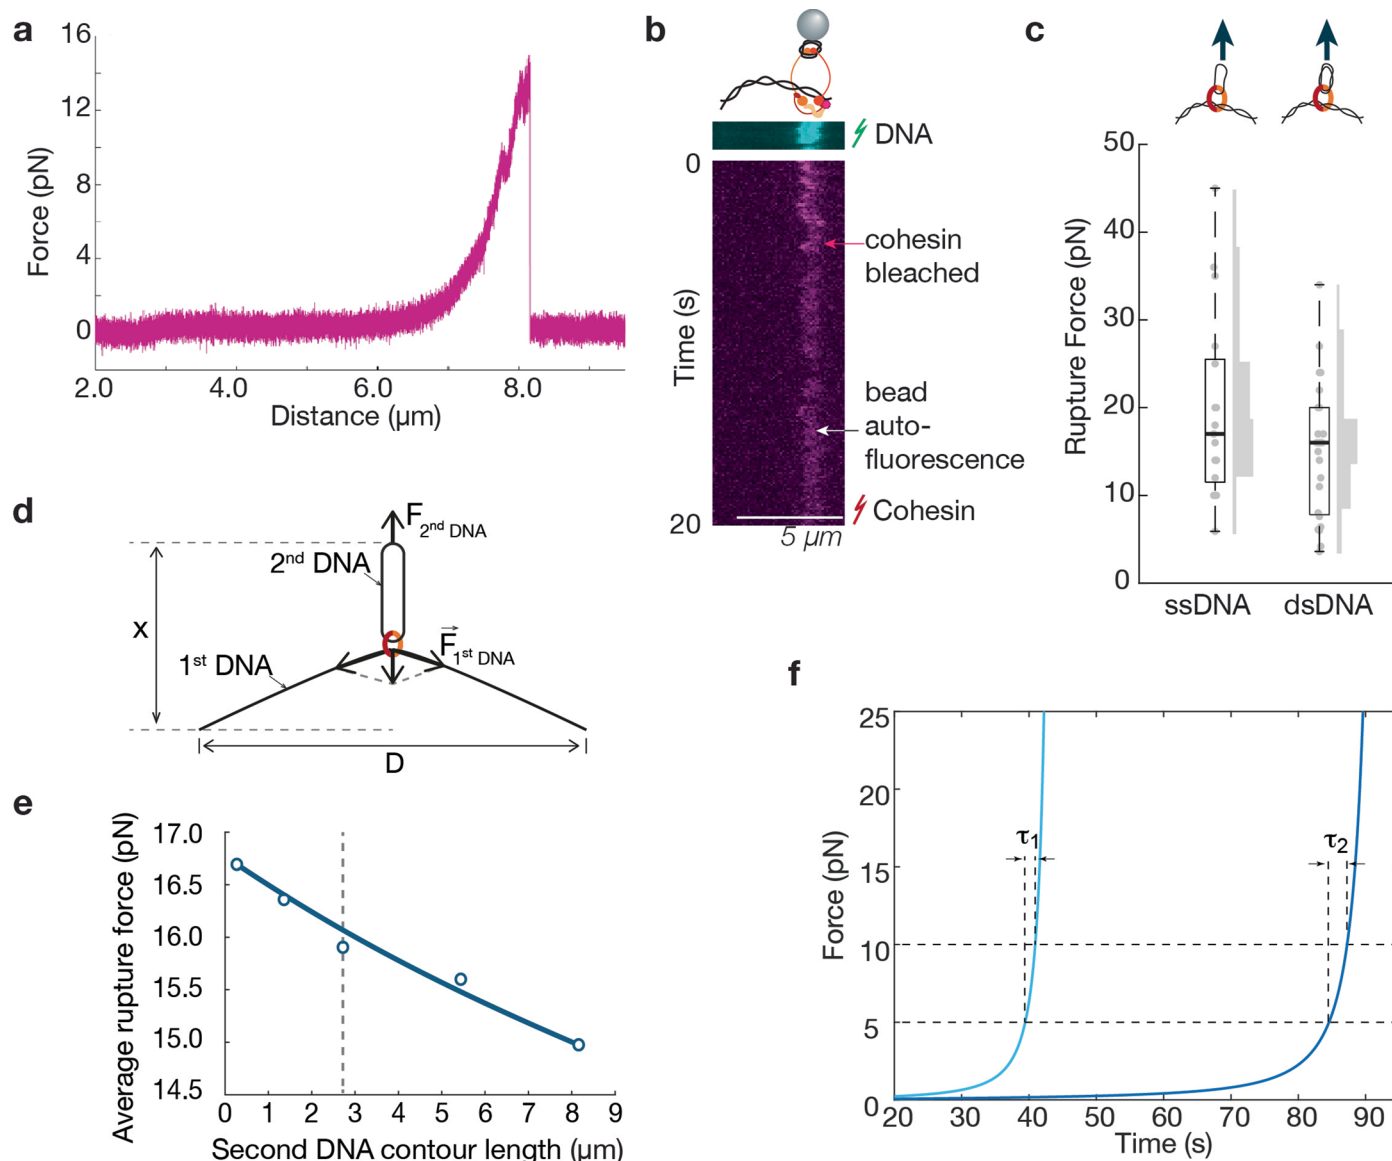 a
16
12
8
4
0
Force (pN)
2.0 4.0 6.0 8.0
Distance (µm)
b
DNA
0
cohesin
bleached
Time (s)
bead
auto-
fluorescence
Cohesin
20
5 µm
c
50
40
30
20
10
0
Rupture Force (pN)
ssDNA dsDNA
d
F 2nd DNA
2nd DNA
x
F 1st DNA
1st DNA
D
e
17.0
16.5
16.0
15.5
15.0
14.5
Average rupture force (pN)
0 1 2 3 4 5 6 7 8 9
Second DNA contour length (µm)
f
25
20
15
10
5
0
Force (pN)
τ1
τ2
20 30 40 50 60 70 80 90
Time (s)